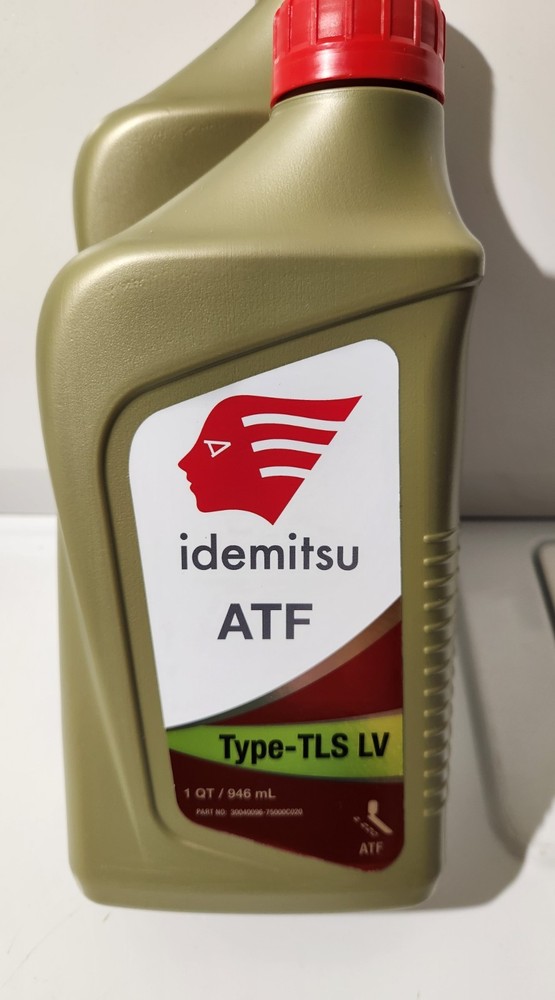 idemitsu
ATF
Type-TLS LV
1 QT / 946 mL
PART NO: 30040096-75000C020
ATF